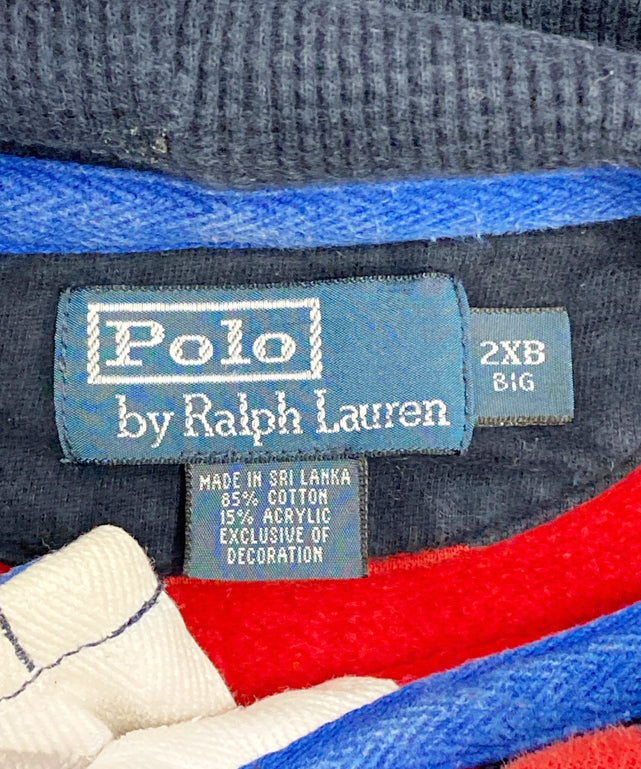 Polo
by Ralph Lauren
2XB
BIG
MADE IN SRI LANKA
85% COTTON
15% ACRYLIC
EXCLUSIVE OF
DECORATION